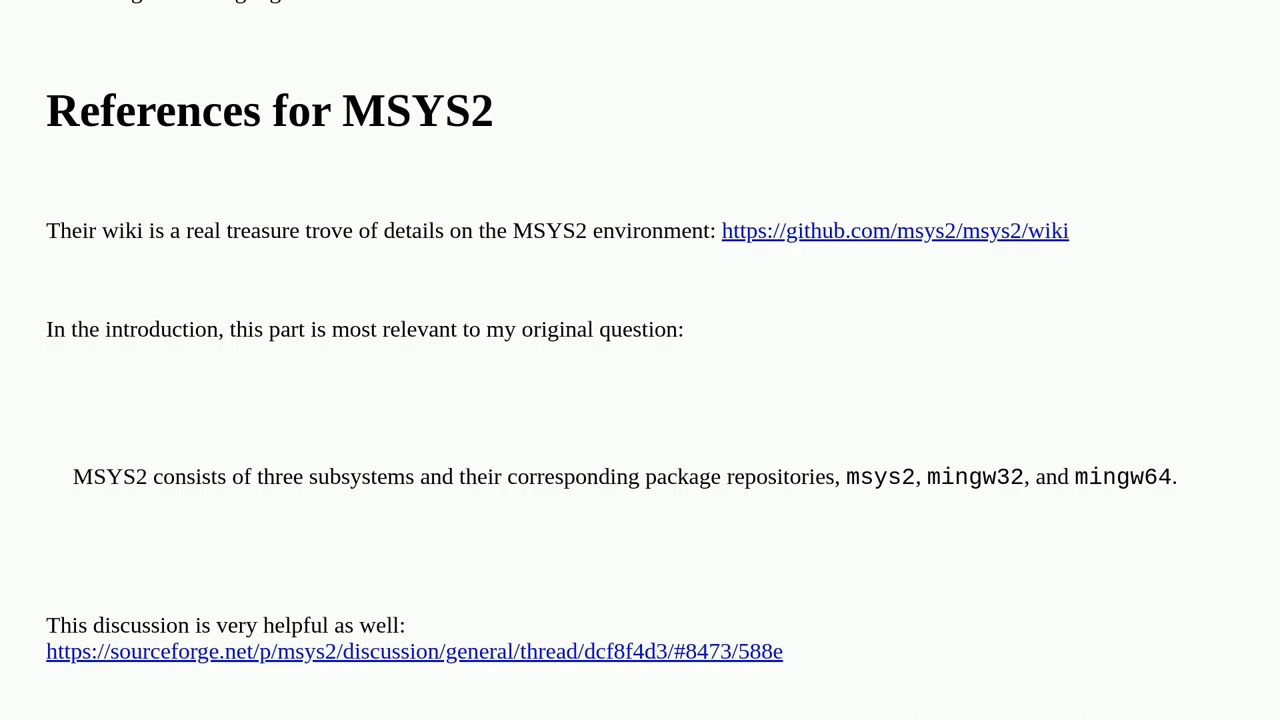 References for MSYS2
Their wiki is a real treasure trove of details on the MSYS2 environment: https://github.com/msys2/msys2/wiki
In the introduction, this part is most relevant to my original question:
MSYS2 consists of three subsystems and their corresponding package repositories, msys2, mingw32, and mingw64.
This discussion is very helpful as well:
https://sourceforge.net/p/msys2/discussion/general/thread/dcf8f4d3/#8473/588e